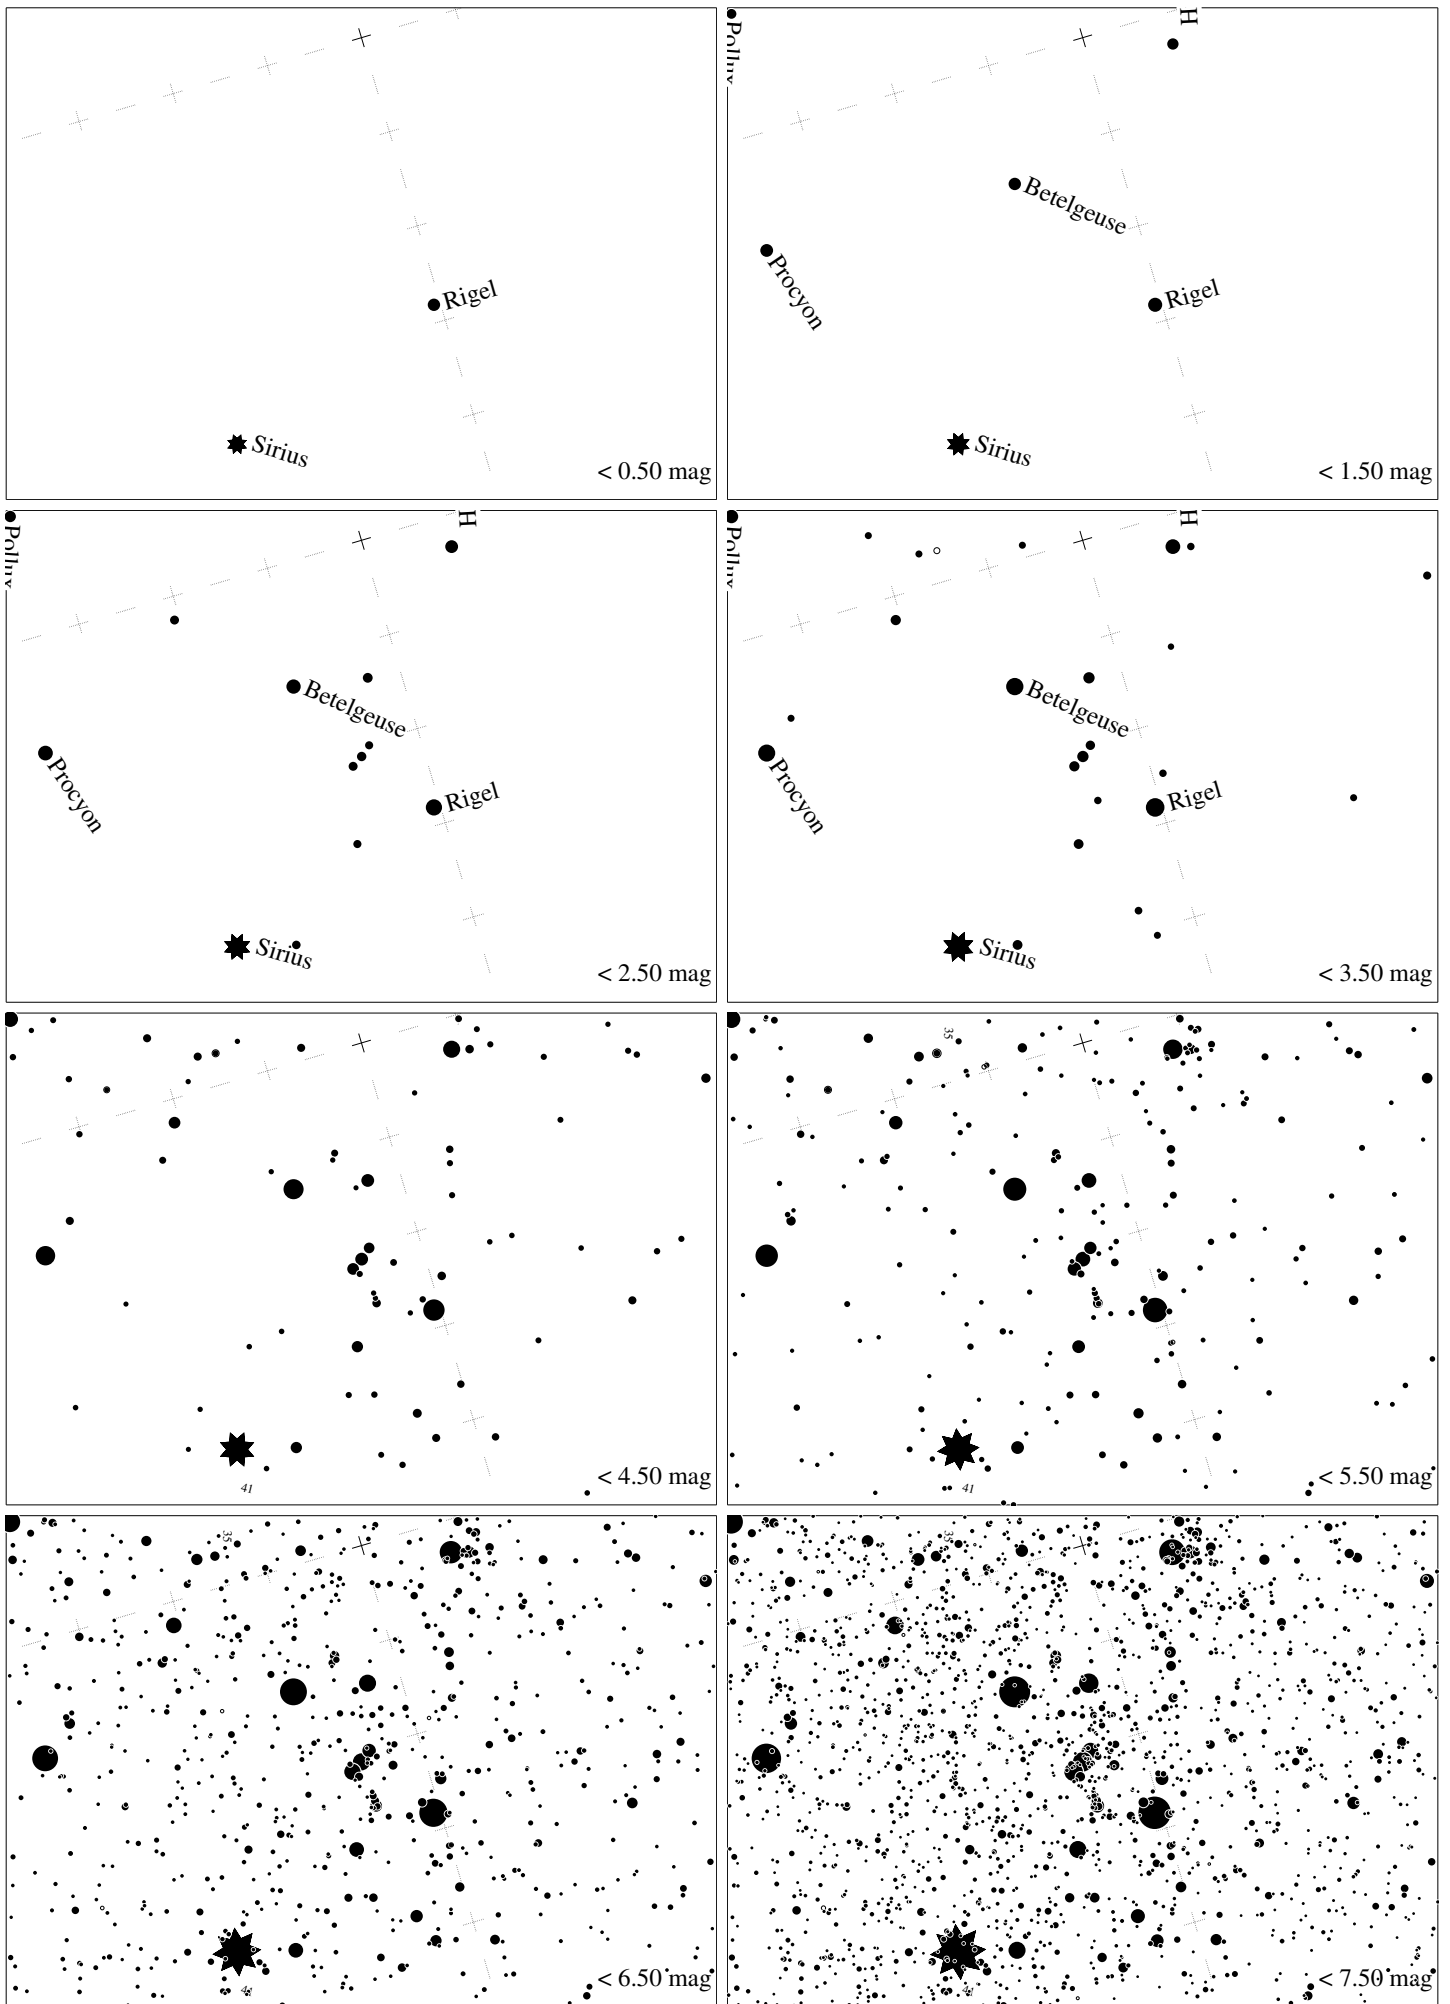 Rigel
Sirius
< 0.50 mag
Pollux
H
Betelgeuse
Procyon
Rigel
Sirius
< 1.50 mag
Pollux
H
Betelgeuse
Procyon
Rigel
Sirius
< 2.50 mag
Pollux
H
Betelgeuse
Procyon
Rigel
Sirius
< 3.50 mag
41
< 4.50 mag
35
41
< 5.50 mag
35
41
< 6.50 mag
35
41
< 7.50 mag